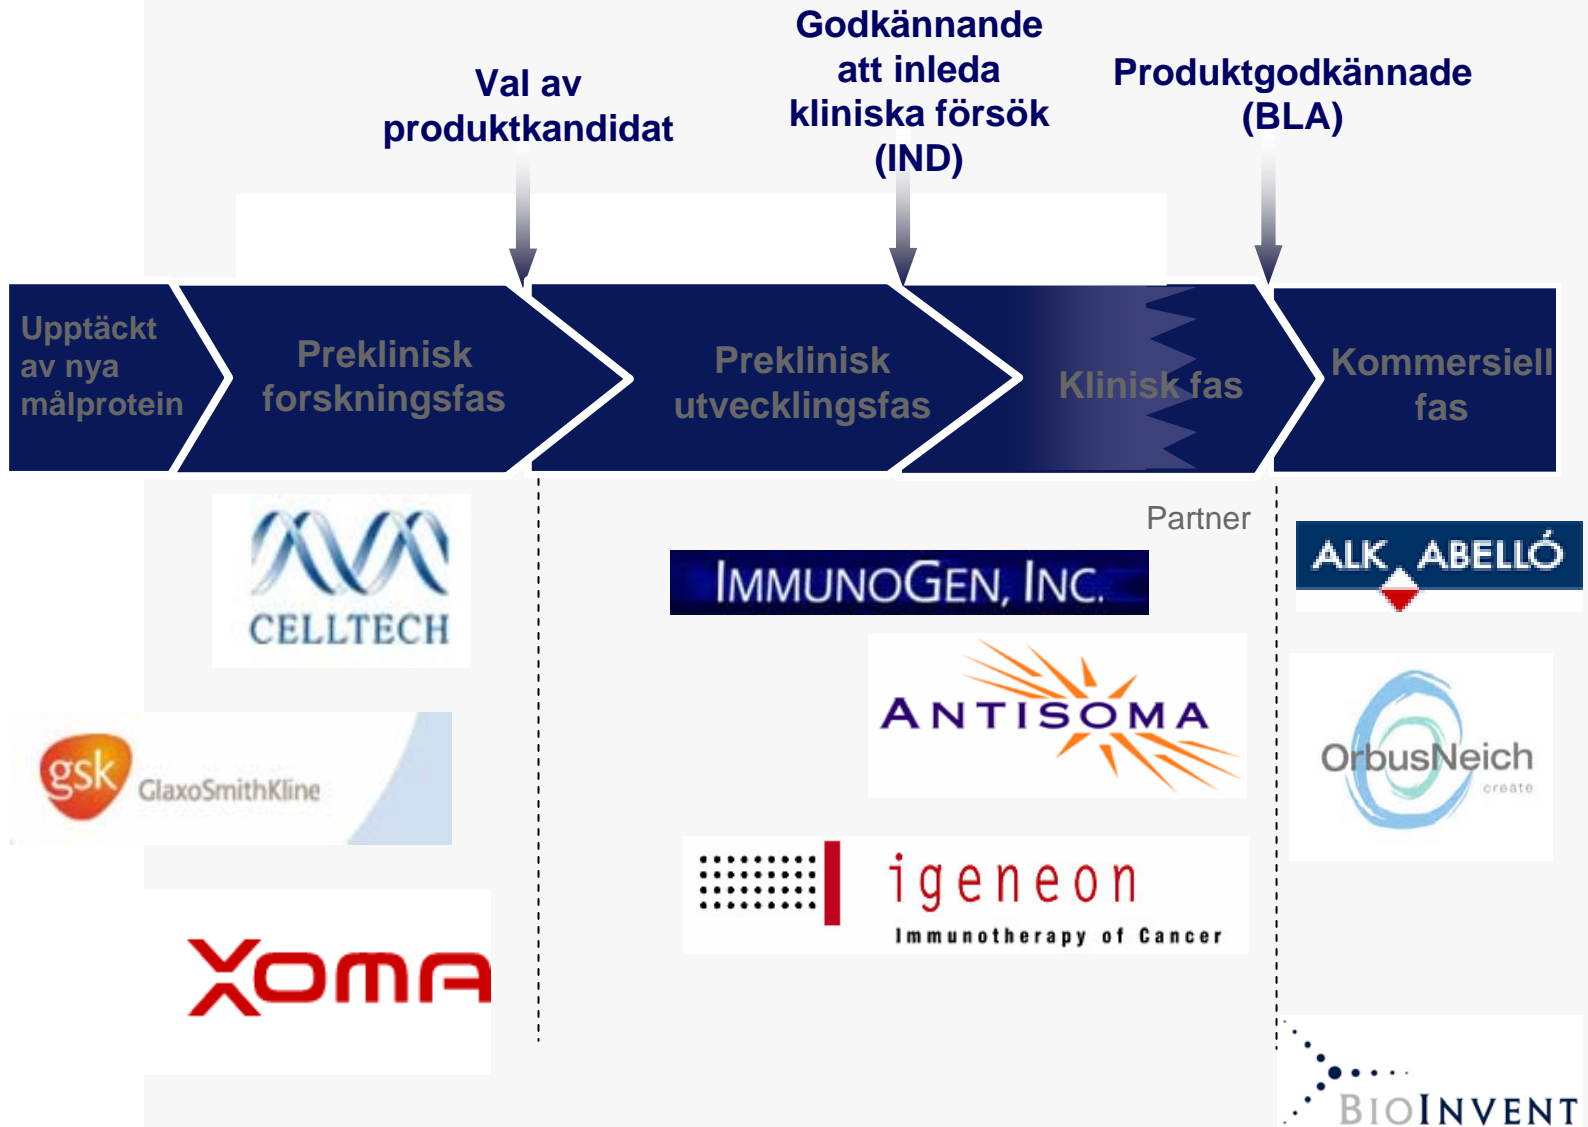 Godkännande
att inleda
kliniska försök
(IND)
Val av
produktkandidat
Produktgodkännade
(BLA)
Upptäckt
av nya
målprotein
Preklinisk
forskningsfas
Preklinisk
utvecklingsfas
Klinisk fas
Kommersiell
fas
Partner
CELLTECH
IMMUNOGEN, INC.
ALK ABELLÓ
ANTISOMA
OrbusNeich
create
gsk GlaxoSmithKline
igeneon
Immunotherapy of Cancer
XOMA
BIOINVENT